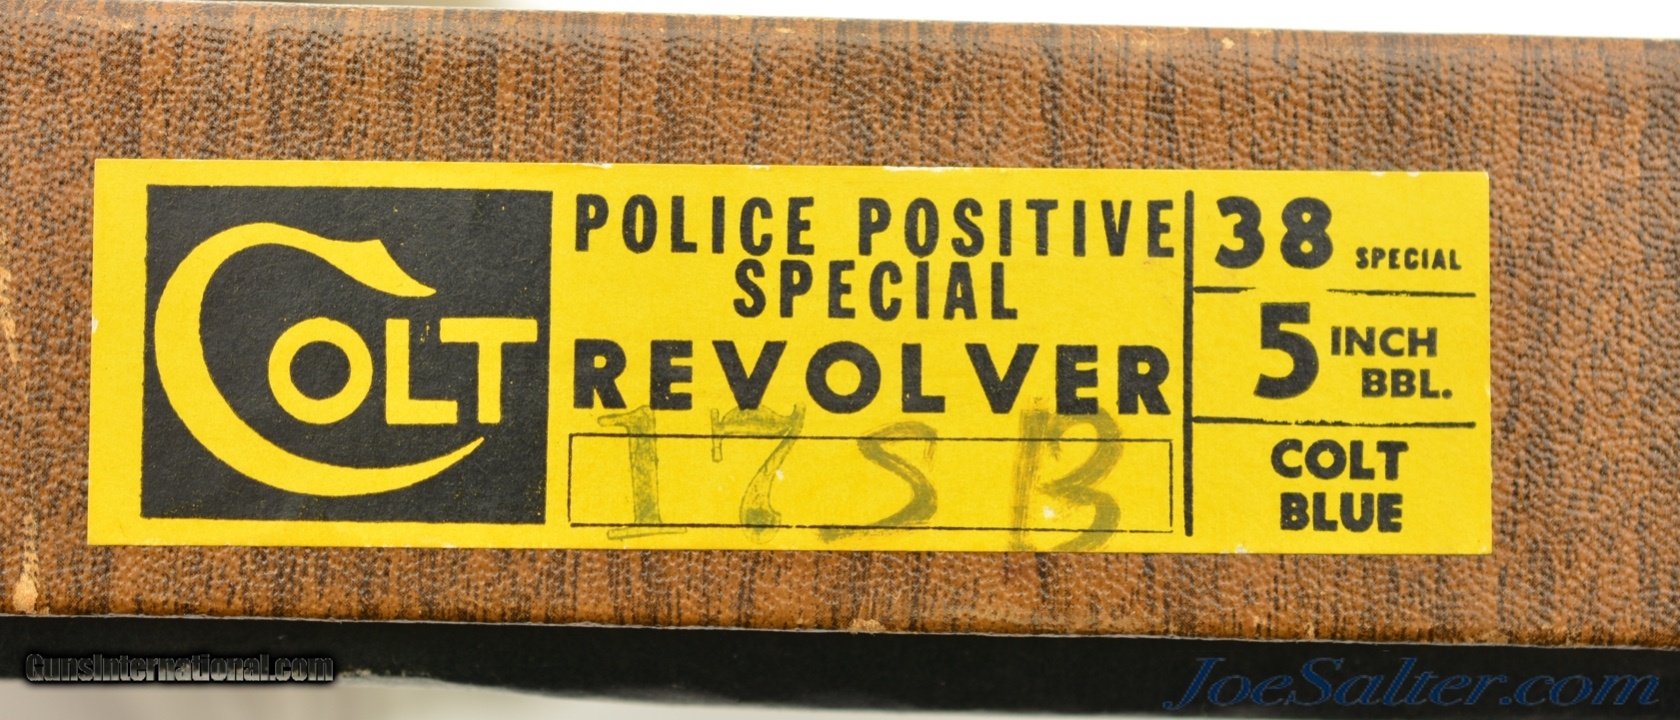 COLT
POLICE POSITIVE
SPECIAL
REVOLVER
17SB
38 SPECIAL
5 INCH
BBL.
COLT
BLUE
GunsInternational.com
JoeSalter.com